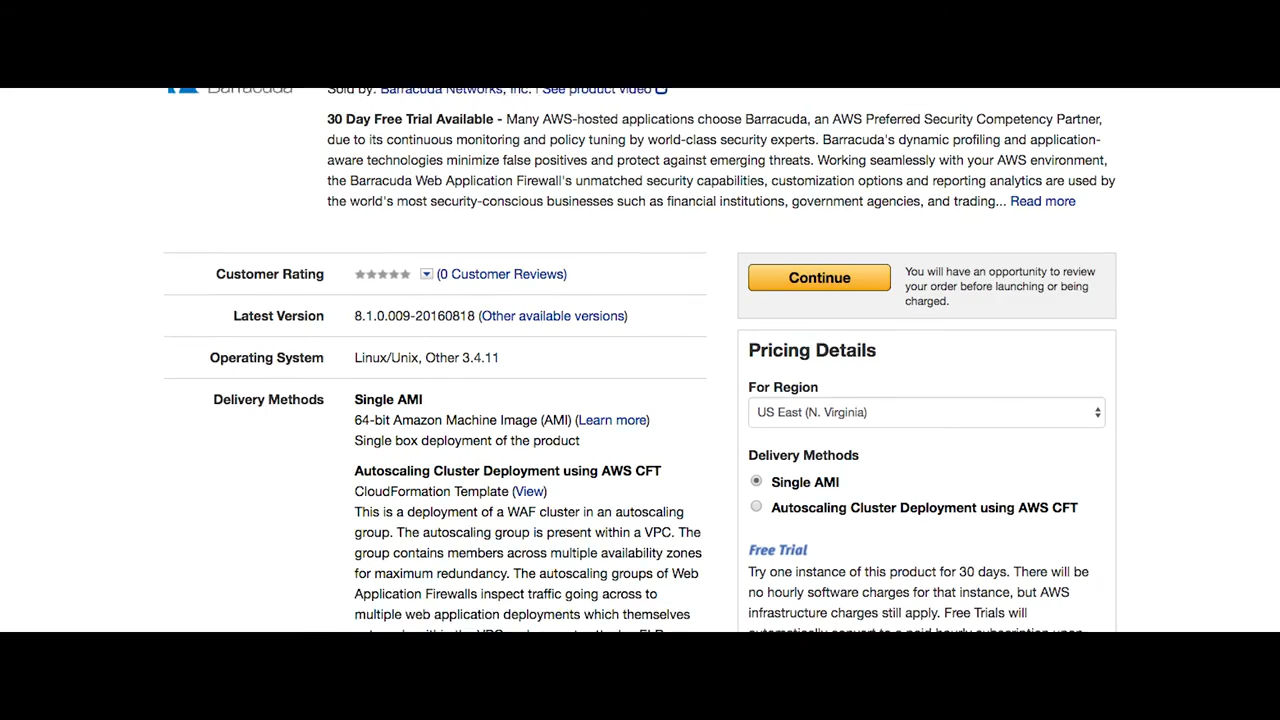 Barracuda
Sold by: Barracuda Networks, Inc. | See product video
30 Day Free Trial Available - Many AWS-hosted applications choose Barracuda, an AWS Preferred Security Competency Partner,
due to its continuous monitoring and policy tuning by world-class security experts. Barracuda's dynamic profiling and application-
aware technologies minimize false positives and protect against emerging threats. Working seamlessly with your AWS environment,
the Barracuda Web Application Firewall's unmatched security capabilities, customization options and reporting analytics are used by
the world's most security-conscious businesses such as financial institutions, government agencies, and trading... Read more
Customer Rating
(0 Customer Reviews)
Latest Version
8.1.0.009-20160818 (Other available versions)
Operating System
Linux/Unix, Other 3.4.11
Delivery Methods
Single AMI
64-bit Amazon Machine Image (AMI) (Learn more)
Single box deployment of the product
Autoscaling Cluster Deployment using AWS CFT
CloudFormation Template (View)
This is a deployment of a WAF cluster in an autoscaling
group. The autoscaling group is present within a VPC. The
group contains members across multiple availability zones
for maximum redundancy. The autoscaling groups of Web
Application Firewalls inspect traffic going across to
multiple web application deployments which themselves
Continue
You will have an opportunity to review
your order before launching or being
charged.
Pricing Details
For Region
US East (N. Virginia)
Delivery Methods
Single AMI
Autoscaling Cluster Deployment using AWS CFT
Free Trial
Try one instance of this product for 30 days. There will be
no hourly software charges for that instance, but AWS
infrastructure charges still apply. Free Trials will
automatically convert to a paid hourly subscription upon